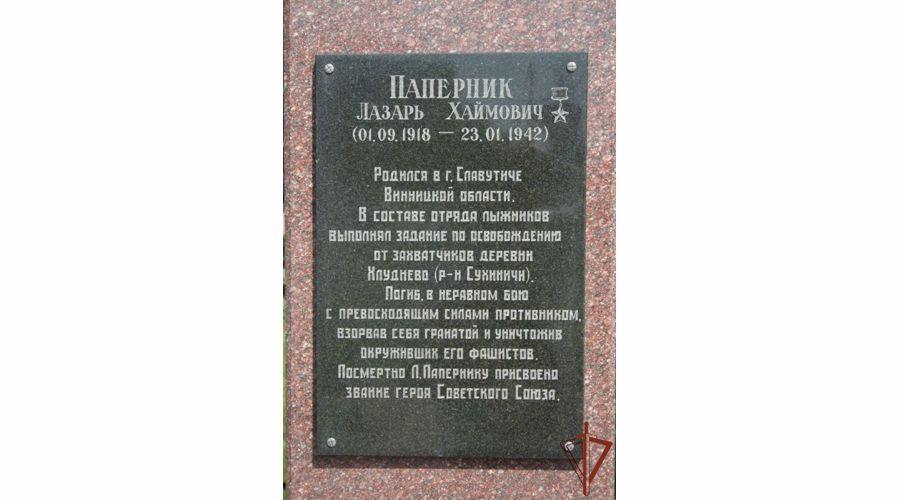 Паперник
Лазарь Хаймович
(01.09.1918 — 23.01.1942)
Родился в г. Славутиче
Винницкой области.
В составе отряда лыжников
выполнял задание по освобождению
от захватчиков деревни
Хлуднево (р-н Сухиничи).
Погиб, в неравном бою
с превосходящим силами противником,
взорвав себя гранатой и уничтожив
окруживших его фашистов.
Посмертно Л.Папернику присвоено
звание героя Советского Союза.